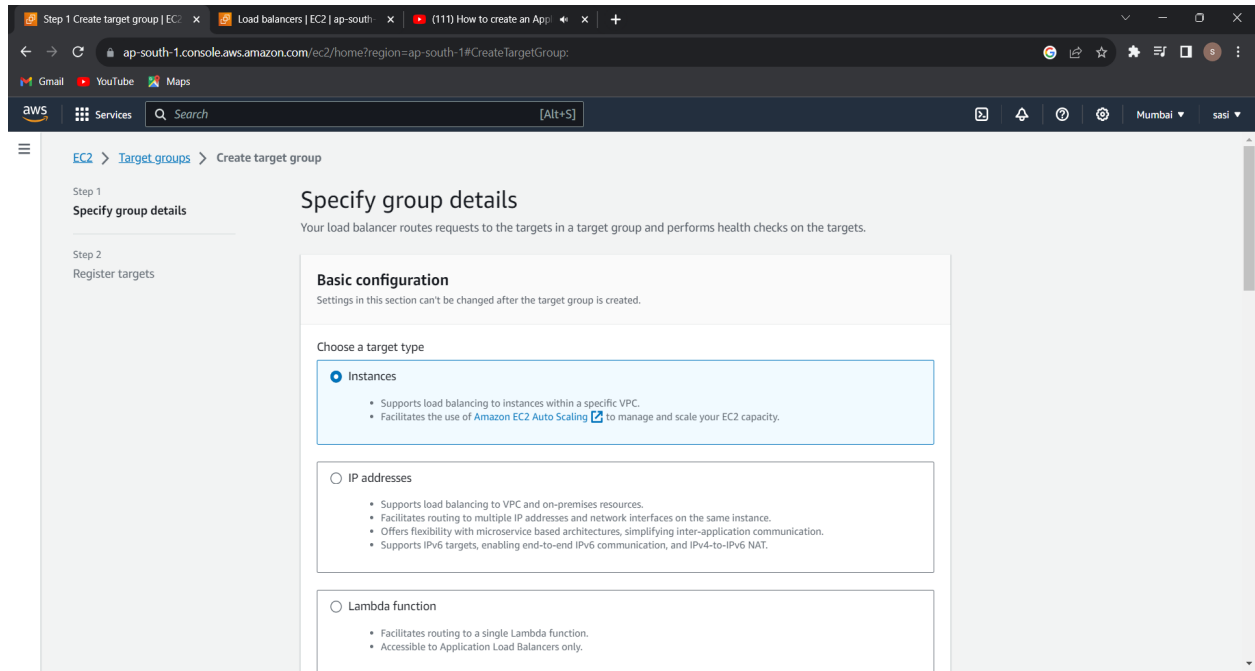 Step 1 Create target group | EC2
Load balancers | EC2 | ap-south-
(111) How to create an Appl
ap-south-1.console.aws.amazon.com/ec2/home?region=ap-south-1#CreateTargetGroup:
Gmail YouTube Maps
aws Services Search [Alt+S] Mumbai sasi
EC2 > Target groups > Create target group
Step 1
Specify group details
Step 2
Register targets
Specify group details
Your load balancer routes requests to the targets in a target group and performs health checks on the targets.
Basic configuration
Settings in this section can't be changed after the target group is created.
Choose a target type
Instances
• Supports load balancing to instances within a specific VPC.
• Facilitates the use of Amazon EC2 Auto Scaling to manage and scale your EC2 capacity.
IP addresses
• Supports load balancing to VPC and on-premises resources.
• Facilitates routing to multiple IP addresses and network interfaces on the same instance.
• Offers flexibility with microservice based architectures, simplifying inter-application communication.
• Supports IPv6 targets, enabling end-to-end IPv6 communication, and IPv4-to-IPv6 NAT.
Lambda function
• Facilitates routing to a single Lambda function.
• Accessible to Application Load Balancers only.